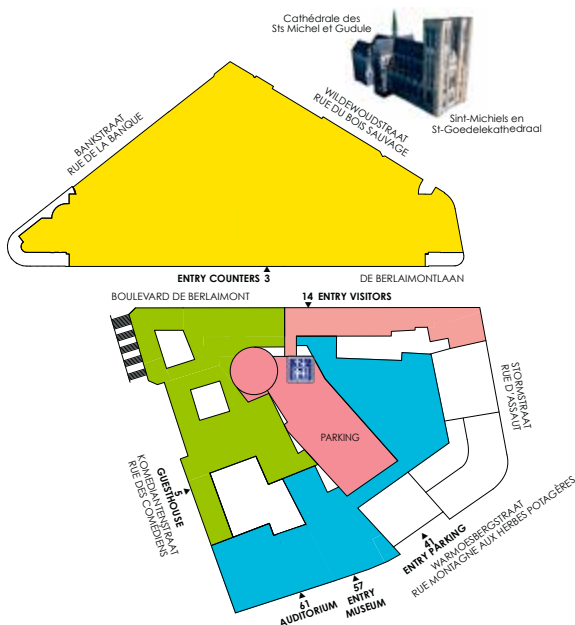 Cathédrale des
Sts Michel et Gudule
Sint-Michiels en
St-Goedelekathedraal
BANKSTRAAT
RUE DE LA BANQUE
WILDEWOUDSTRAAT
RUE DU BOIS SAUVAGE
ENTRY COUNTERS 3
DE BERLAIMONTLAAN
BOULEVARD DE BERLAIMONT
14 ENTRY VISITORS
STORMSTRAAT
RUE D'ASSAUT
PARKING
5
GUESTHOUSE
KOMEDIANTENSTRAAT
RUE DES COMÉDIENS
41
ENTRY PARKING
WARMOESBERGSTRAAT
RUE MONTAGNE AUX HERBES POTAGÈRES
57
ENTRY
MUSEUM
61
AUDITORIUM